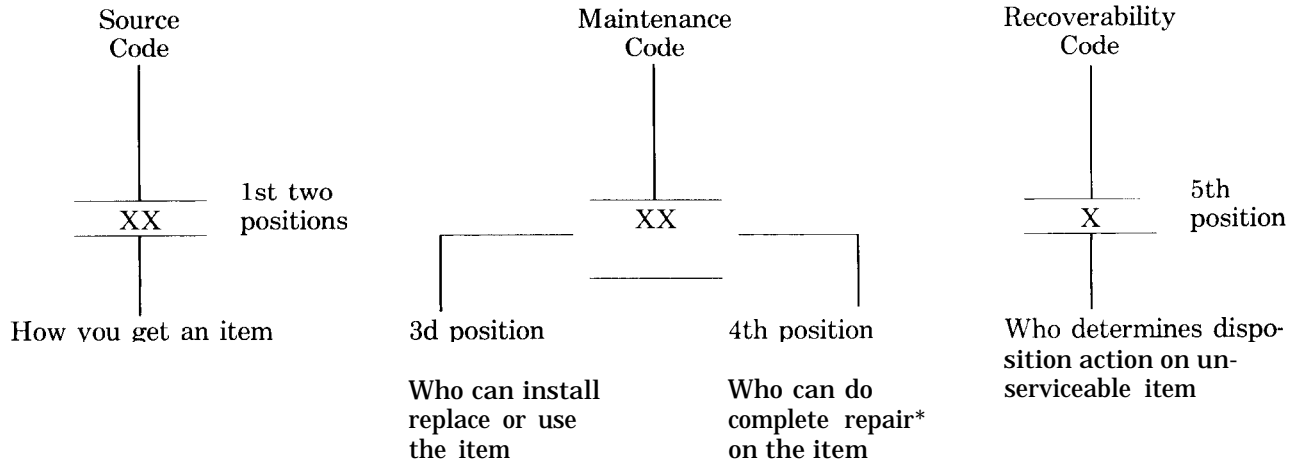 Source
Code
Maintenance
Code
Recoverability
Code
XX
1st two
positions
XX
X
5th
position
How you get an item
3d position
Who can install
replace or use
the item
4th position
Who can do
complete repair*
on the item
Who determines dispo-
sition action on un-
serviceable item